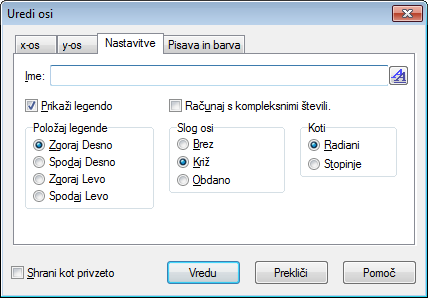 Uredi osi
x-os y-os Nastavitve Pisava in barva
Ime:
Prikaži legendo Računaj s kompleksnimi števili.
Položaj legende Slog osi Koti
Zgoraj Desno Brez Radiani
Spodaj Desno Križ Stopinje
Zgoraj Levo Obdano
Spodaj Levo
Shrani kot privzeto Vredu Prekliči Pomoč